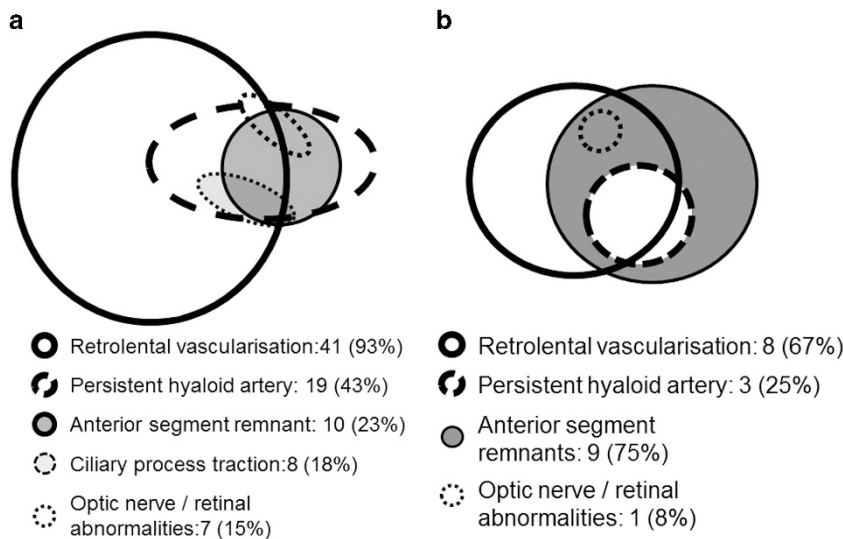 a
Retrolental vascularisation:41 (93%)
Persistent hyaloid artery: 19 (43%)
Anterior segment remnant: 10 (23%)
Ciliary process traction:8 (18%)
Optic nerve / retinal
abnormalities:7 (15%)
b
Retrolental vascularisation: 8 (67%)
Persistent hyaloid artery: 3 (25%)
Anterior segment
remnants: 9 (75%)
Optic nerve / retinal
abnormalities: 1 (8%)